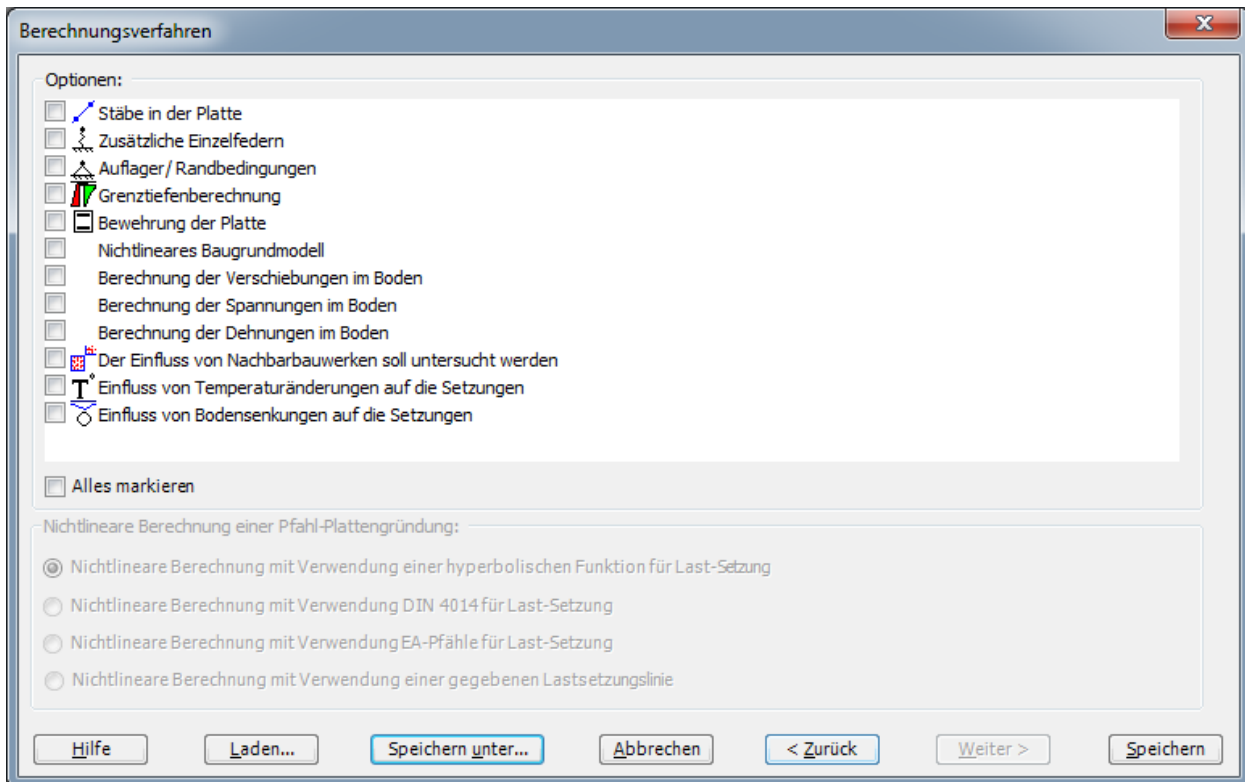 Berechnungsverfahren
Optionen:
Stäbe in der Platte
Zusätzliche Einzelfedern
Auflager/ Randbedingungen
Grenztiefenberechnung
Bewehrung der Platte
Nichtlineares Baugrundmodell
Berechnung der Verschiebungen im Boden
Berechnung der Spannungen im Boden
Berechnung der Dehnungen im Boden
Der Einfluss von Nachbarbauwerken soll untersucht werden
T° Einfluss von Temperaturänderungen auf die Setzungen
Einfluss von Bodensenkungen auf die Setzungen
Alles markieren
Nichtlineare Berechnung einer Pfahl-Plattengründung:
Nichtlineare Berechnung mit Verwendung einer hyperbolischen Funktion für Last-Setzung
Nichtlineare Berechnung mit Verwendung DIN 4014 für Last-Setzung
Nichtlineare Berechnung mit Verwendung EA-Pfähle für Last-Setzung
Nichtlineare Berechnung mit Verwendung einer gegebenen Lastsetzungslinie
Hilfe Laden... Speichern unter... Abbrechen < Zurück Weiter > Speichern